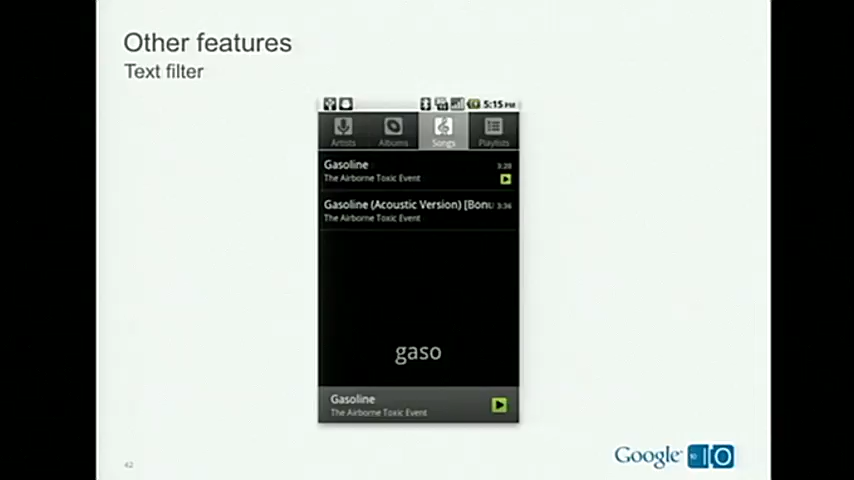 Other features
Text filter
5:15 PM
Artists
Albums
Songs
Playlists
Gasoline
3:20
The Airborne Toxic Event
Gasoline (Acoustic Version) [Bonu
3:36
The Airborne Toxic Event
gaso
Gasoline
The Airborne Toxic Event
42
Google 10 IO